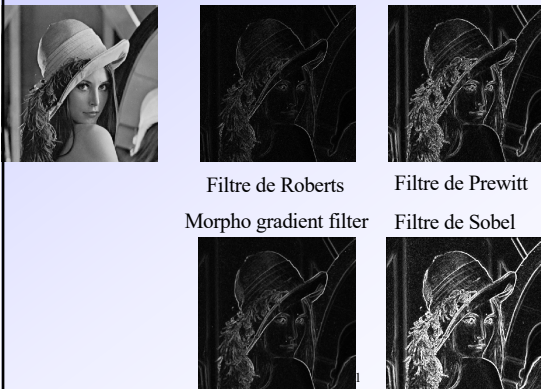 Filtre de Roberts
Filtre de Prewitt
Morpho gradient filter
Filtre de Sobel
1